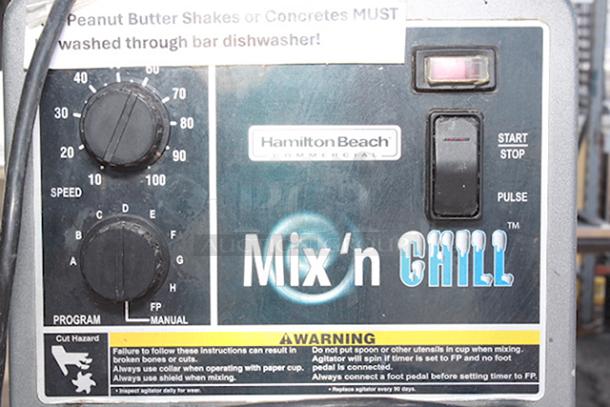 Peanut Butter Shakes or Concretes MUST
washed through bar dishwasher!
40 60 70
30 80
20 90
10 100
SPEED
Hamilton Beach
COMMERCIAL
START
STOP
PULSE
Mix 'n CHILL™
A B C D E F G H
FP
PROGRAM MANUAL
Cut Hazard
WARNING
Failure to follow these instructions can result in
broken bones or cuts.
Always use collar when operating with paper cup.
Always use shield when mixing.
• Inspect agitator daily for wear.
Do not put spoon or other utensils in cup when mixing.
Agitator will spin if timer is set to FP and no foot
pedal is connected.
Always connect a foot pedal before setting timer to FP.
• Replace agitator every 90 days.